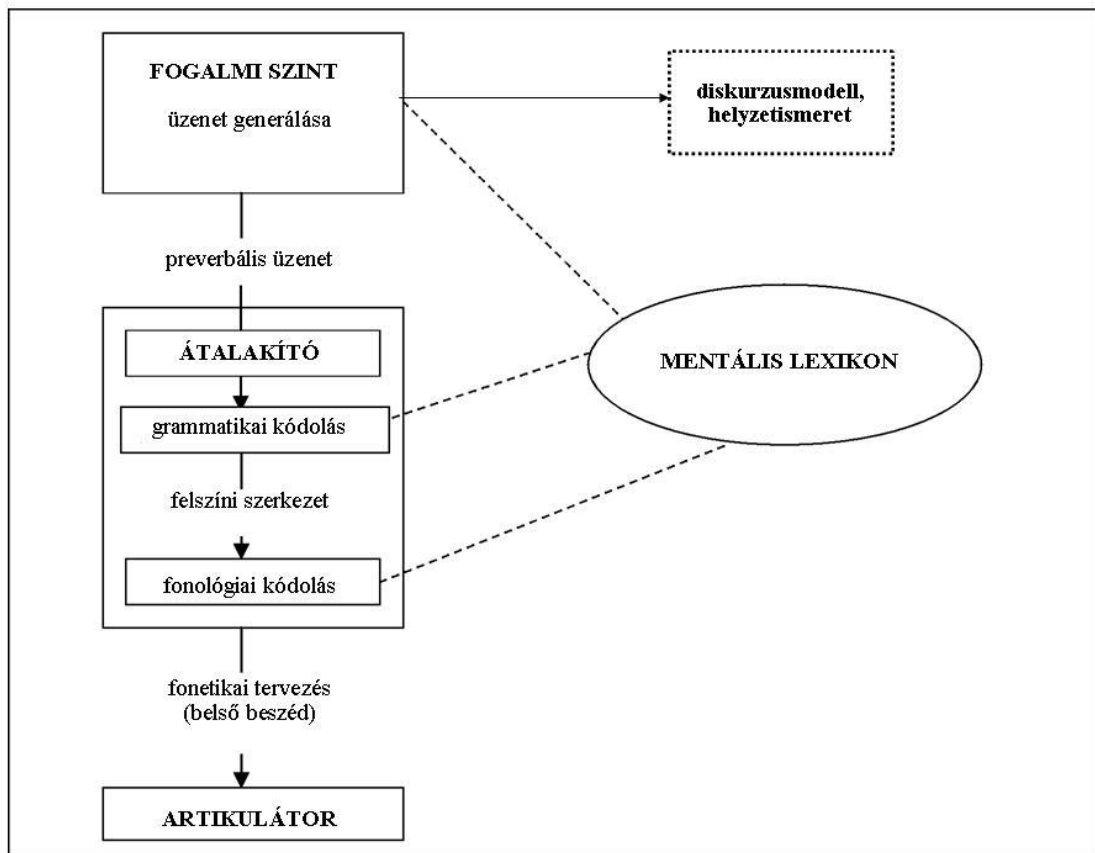 FOGALMI SZINT
üzenet generálása
diskurzusmodell,
helyzetismeret
preverbális üzenet
ÁTALAKÍTÓ
MENTÁLIS LEXIKON
grammatikai kódolás
felszíni szerkezet
fonológiai kódolás
fonetikai tervezés
(belső beszéd)
ARTIKULÁTOR